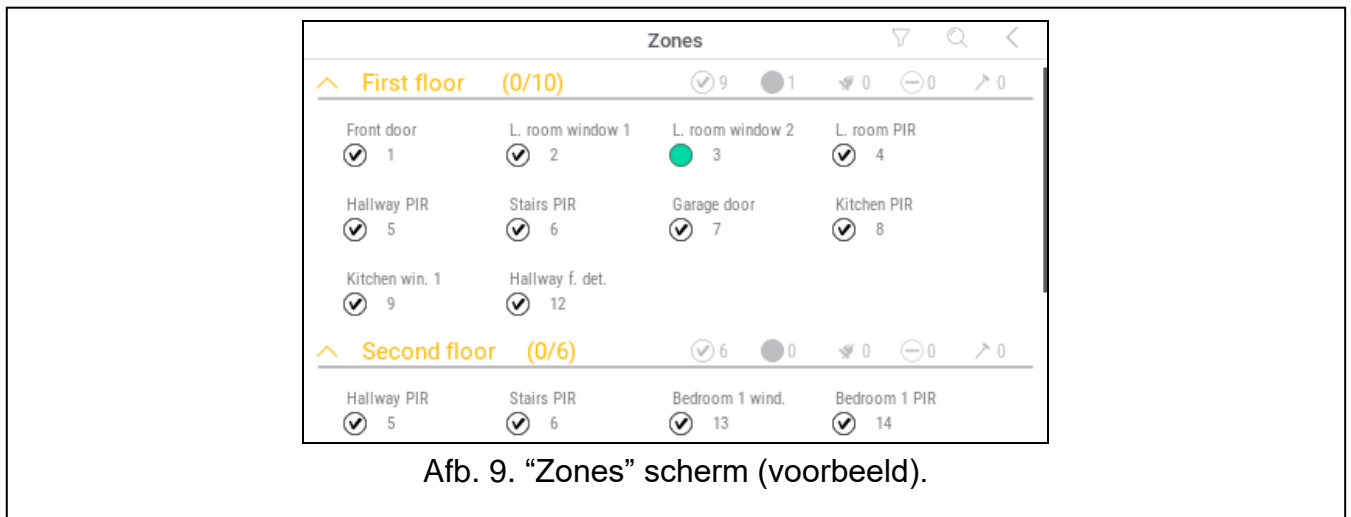 Zones
First floor (0/10) 9 1 0 0 0
Front door L. room window 1 L. room window 2 L. room PIR
1 2 3 4
Hallway PIR Stairs PIR Garage door Kitchen PIR
5 6 7 8
Kitchen win. 1 Hallway f. det.
9 12
Second floor (0/6) 6 0 0 0 0
Hallway PIR Stairs PIR Bedroom 1 wind. Bedroom 1 PIR
5 6 13 14
Afb. 9. “Zones” scherm (voorbeeld).